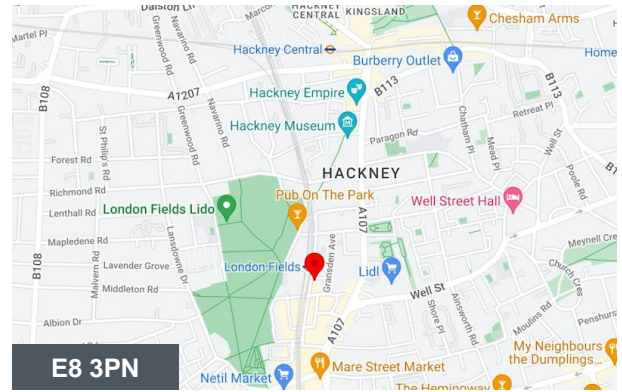 Dalston Ln
HACKNEY
CENTRAL
KINGSLAND
Chesham Arms
Martel Pl
Navarino Rd
Greenwood Rd
Hackney Central
Burberry Outlet
Home
B108
A1207
Hackney Empire
B113
B113
Navarino Rd
Greenwood Rd
Hackney Museum
Paragon Rd
Chatham Pl
Retreat Pl
Mead Pl
Well St
St Philip's Rd
Forest Rd
HACKNEY
Poole Rd
Richmond Rd
Pub On The Park
London Fields Lido
Lenthall Rd
A107
Well Street Hall
Mapledene Rd
Lansdowne Dr
Gransden Ave
Meynell Cre
B108
Malvern Rd
Lavender Grove
London Fields
Lidl
Church Cres
Middleton Rd
Well St
Shore Pl
Ainsworth Rd
Moulins Rd
Penshurs
Albion Dr
A107
E8 3PN
Netil Market
Mare Street Market
My Neighbours
the Dumplings...
The Hemingway